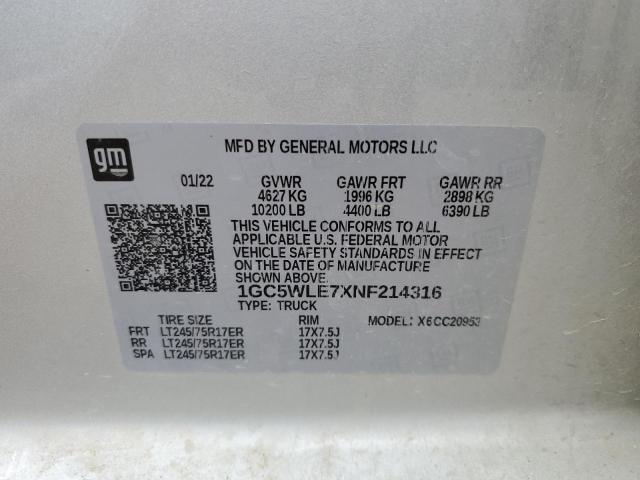 gm
MFD BY GENERAL MOTORS LLC
01/22 GVWR GAWR FRT GAWR RR
4627 KG 1996 KG 2898 KG
10200 LB 4400 LB 6390 LB
THIS VEHICLE CONFORMS TO ALL
APPLICABLE U.S. FEDERAL MOTOR
VEHICLE SAFETY STANDARDS IN EFFECT
ON THE DATE OF MANUFACTURE
SHOWN ABOVE.
1GC5WLE7XNF214316
TYPE: TRUCK
TIRE SIZE RIM MODEL: X6CC20953
FRT LT245/75R17ER 17X7.5J
RR LT245/75R17ER 17X7.5J
SPA LT245/75R17ER 17X7.5J